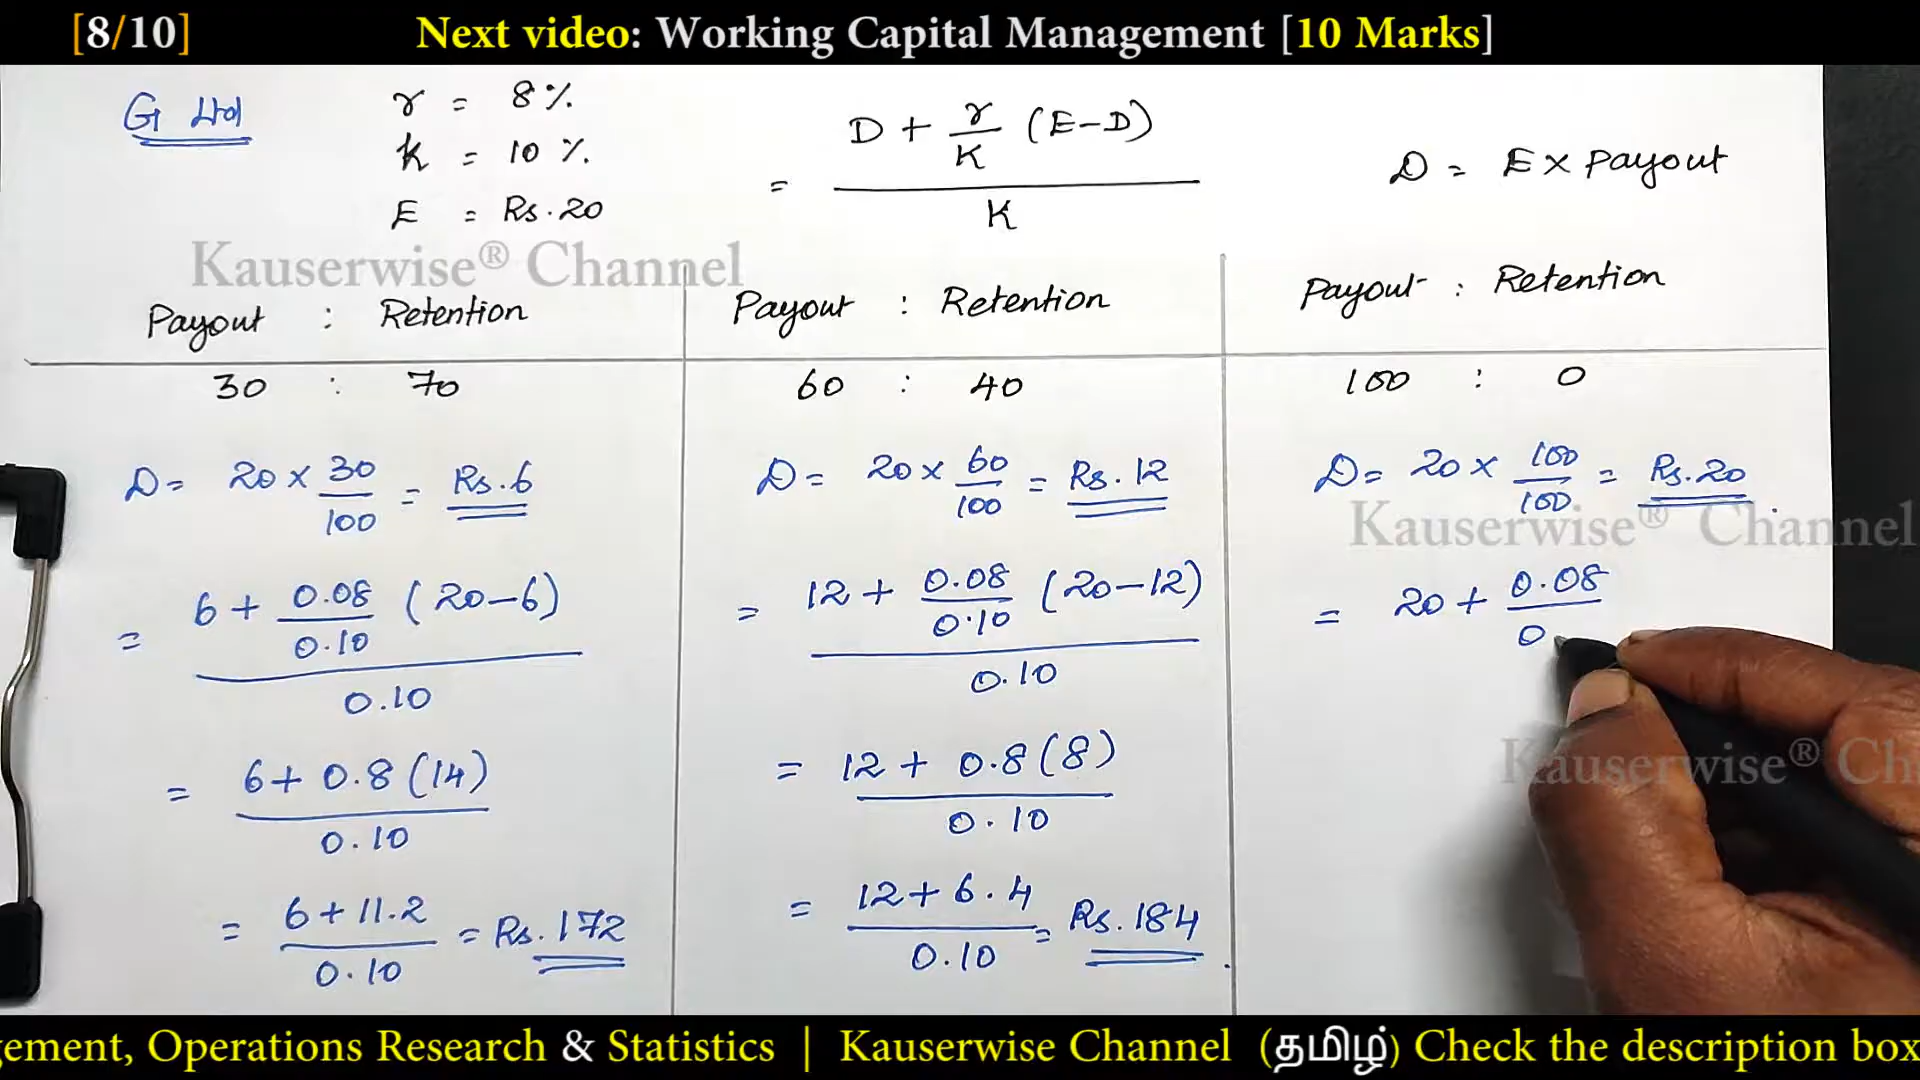 [8/10] Next video: Working Capital Management [10 Marks]
G Ltd
r = 8%
k = 10%.
E = Rs.20
= D + r/K (E-D) / K
D = E x Payout
Kauserwise® Channel
Payout : Retention
30 : 70
D = 20 x 30/100 = Rs.6
= 6 + 0.08/0.10 (20-6) / 0.10
= 6 + 0.8 (14) / 0.10
= 6 + 11.2 / 0.10 = Rs.172
Payout : Retention
60 : 40
D = 20 x 60/100 = Rs.12
= 12 + 0.08/0.10 (20-12) / 0.10
= 12 + 0.8 (8) / 0.10
= 12 + 6.4 / 0.10 = Rs.184
Payout : Retention
100 : 0
D = 20 x 100/100 = Rs.20
Kauserwise® Channel
= 20 + 0.08/0.
Kauserwise® Ch
gement, Operations Research & Statistics | Kauserwise Channel (தமிழ்) Check the description box